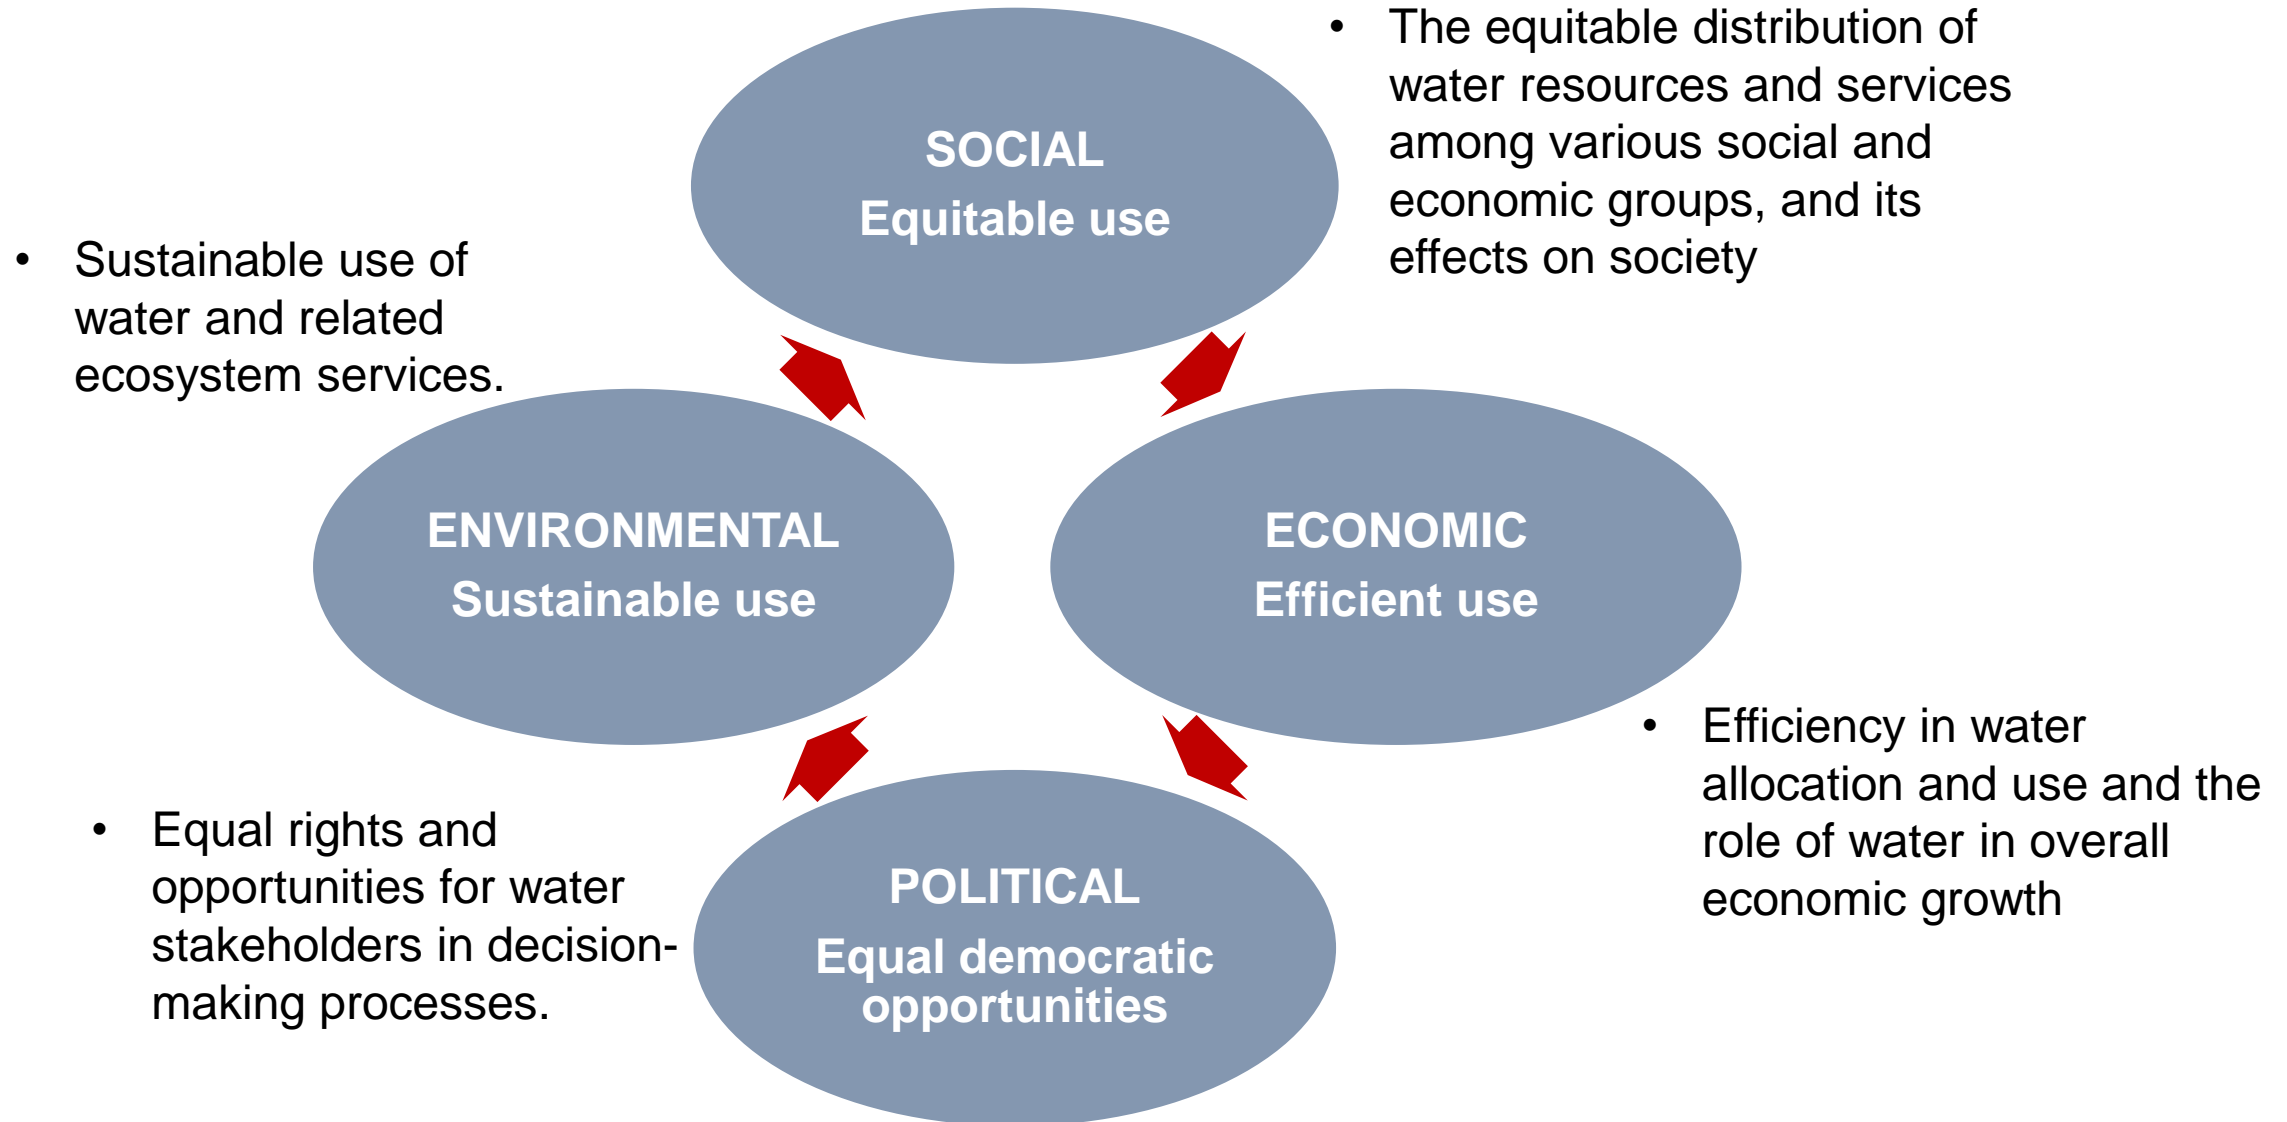 • The equitable distribution of
water resources and services
among various social and
economic groups, and its
effects on society
SOCIAL
Equitable use
• Sustainable use of
water and related
ecosystem services.
ENVIRONMENTAL
Sustainable use
ECONOMIC
Efficient use
• Efficiency in water
allocation and use and the
role of water in overall
economic growth
• Equal rights and
opportunities for water
stakeholders in decision-
making processes.
POLITICAL
Equal democratic
opportunities